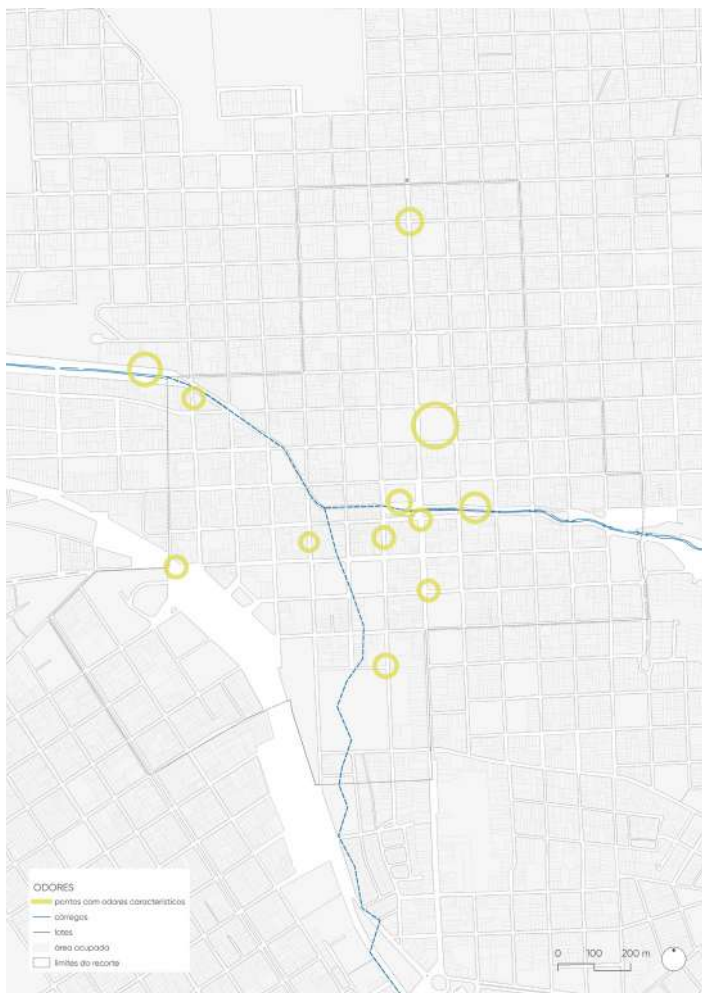 ODORES
pontos com odores característicos
córregos
lotes
área ocupada
limites do recorte
0 100 200 m